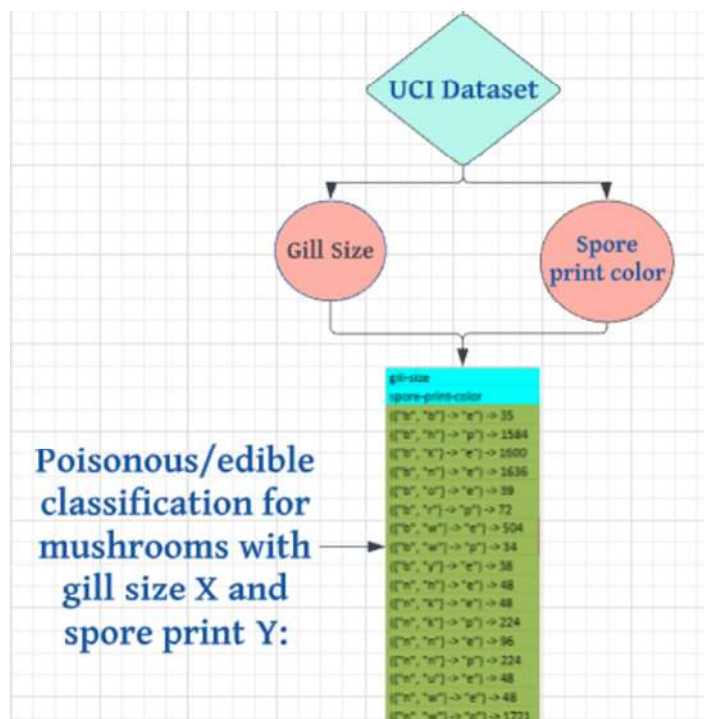 UCI Dataset
Gill Size
Spore
print color
gill-size
spore-print-color
(["b", "b"] -> "e") -> 35
(["b", "h"] -> "p") -> 1584
(["b", "k"] -> "e") -> 1600
(["b", "n"] -> "e") -> 1636
(["b", "o"] -> "e") -> 39
(["b", "r"] -> "p") -> 72
(["b", "w"] -> "e") -> 504
(["b", "w"] -> "p") -> 34
(["b", "y"] -> "e") -> 38
(["n", "h"] -> "e") -> 48
(["n", "k"] -> "e") -> 48
(["n", "k"] -> "p") -> 224
(["n", "n"] -> "e") -> 96
(["n", "n"] -> "p") -> 224
(["n", "u"] -> "e") -> 48
(["n", "w"] -> "e") -> 48
Poisonous/edible
classification for
mushrooms with
gill size X and
spore print Y: